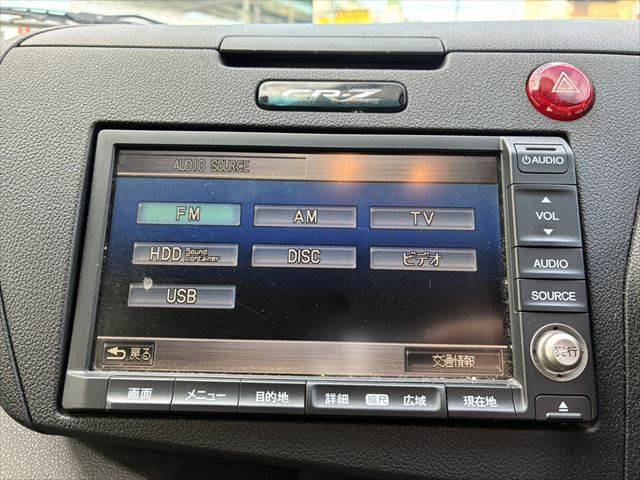 CR-Z
AUDIO SOURCE
FM
AM
TV
HDD Sound container
DISC
ビデオ
USB
戻る
交通情報
AUDIO
VOL
AUDIO
SOURCE
実行
画面
メニュー
目的地
詳細
縮尺
広域
現在地